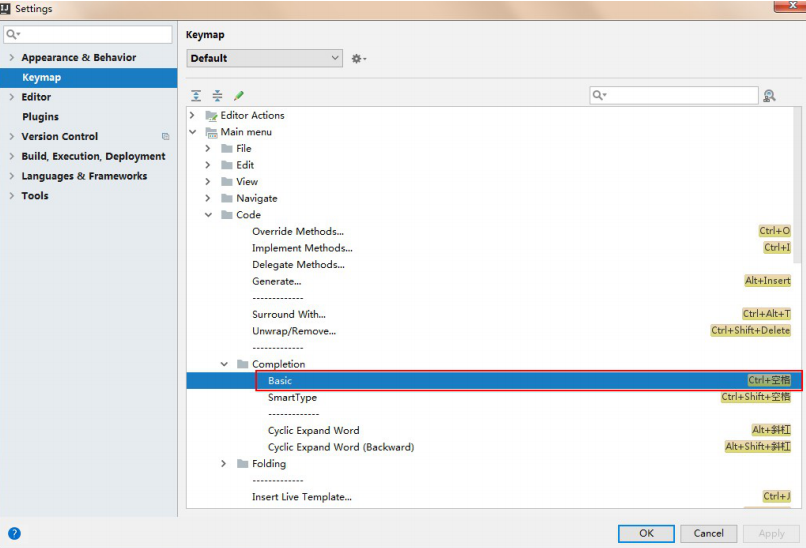 Settings
Keymap
Default
Appearance & Behavior
Keymap
Editor
Plugins
Version Control
Build, Execution, Deployment
Languages & Frameworks
Tools
Editor Actions
Main menu
File
Edit
View
Navigate
Code
Override Methods... Ctrl+O
Implement Methods... Ctrl+I
Delegate Methods...
Generate... Alt+Insert
-------------
Surround With... Ctrl+Alt+T
Unwrap/Remove... Ctrl+Shift+Delete
-------------
Completion
Basic Ctrl+空格
SmartType Ctrl+Shift+空格
-------------
Cyclic Expand Word Alt+斜杠
Cyclic Expand Word (Backward) Alt+Shift+斜杠
Folding
-------------
Insert Live Template... Ctrl+J
? OK Cancel Apply